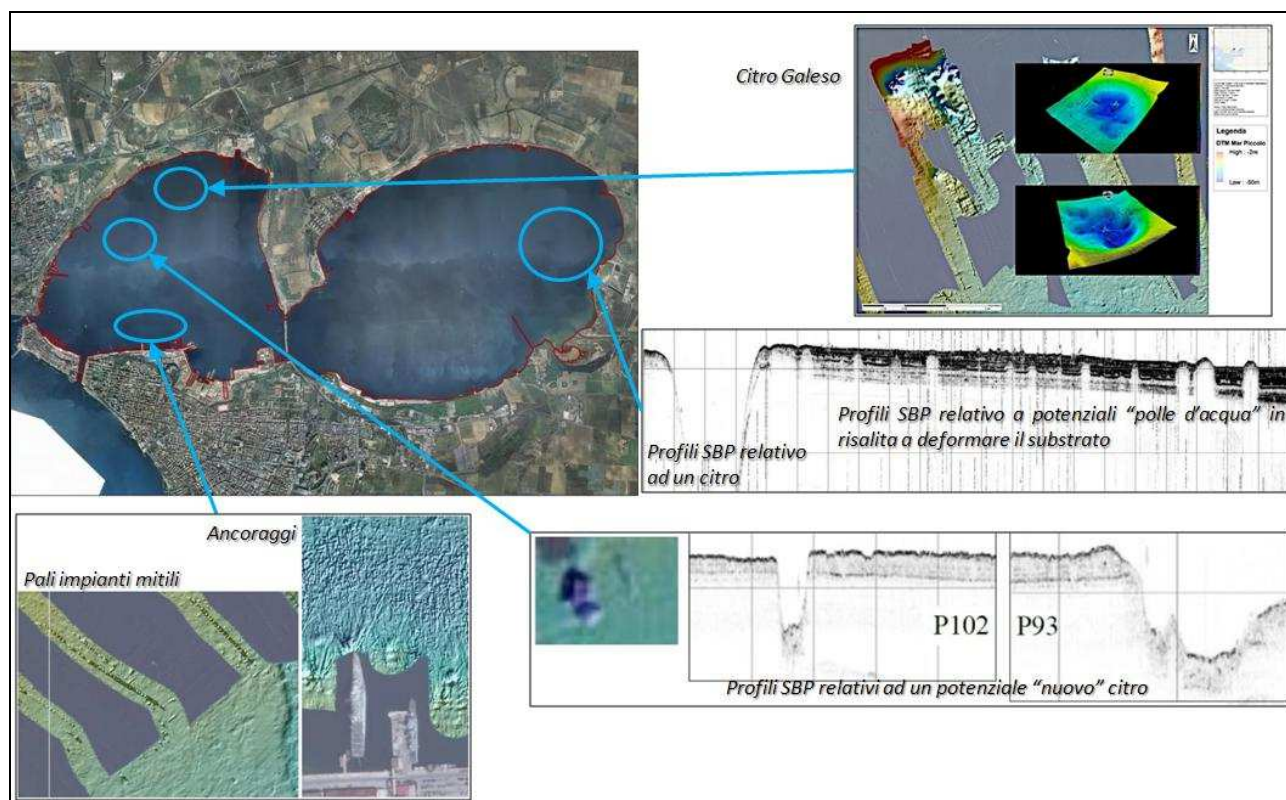 Citro Galeso
Legenda
DTM Mar Piccolo
High : -2m
Low : -50m
Profili SBP relativo a potenziali “polle d’acqua” in
risalita a deformare il substrato
Profili SBP relativo
ad un citro
Ancoraggi
Pali impianti mitili
P102
P93
Profili SBP relativi ad un potenziale “nuovo” citro